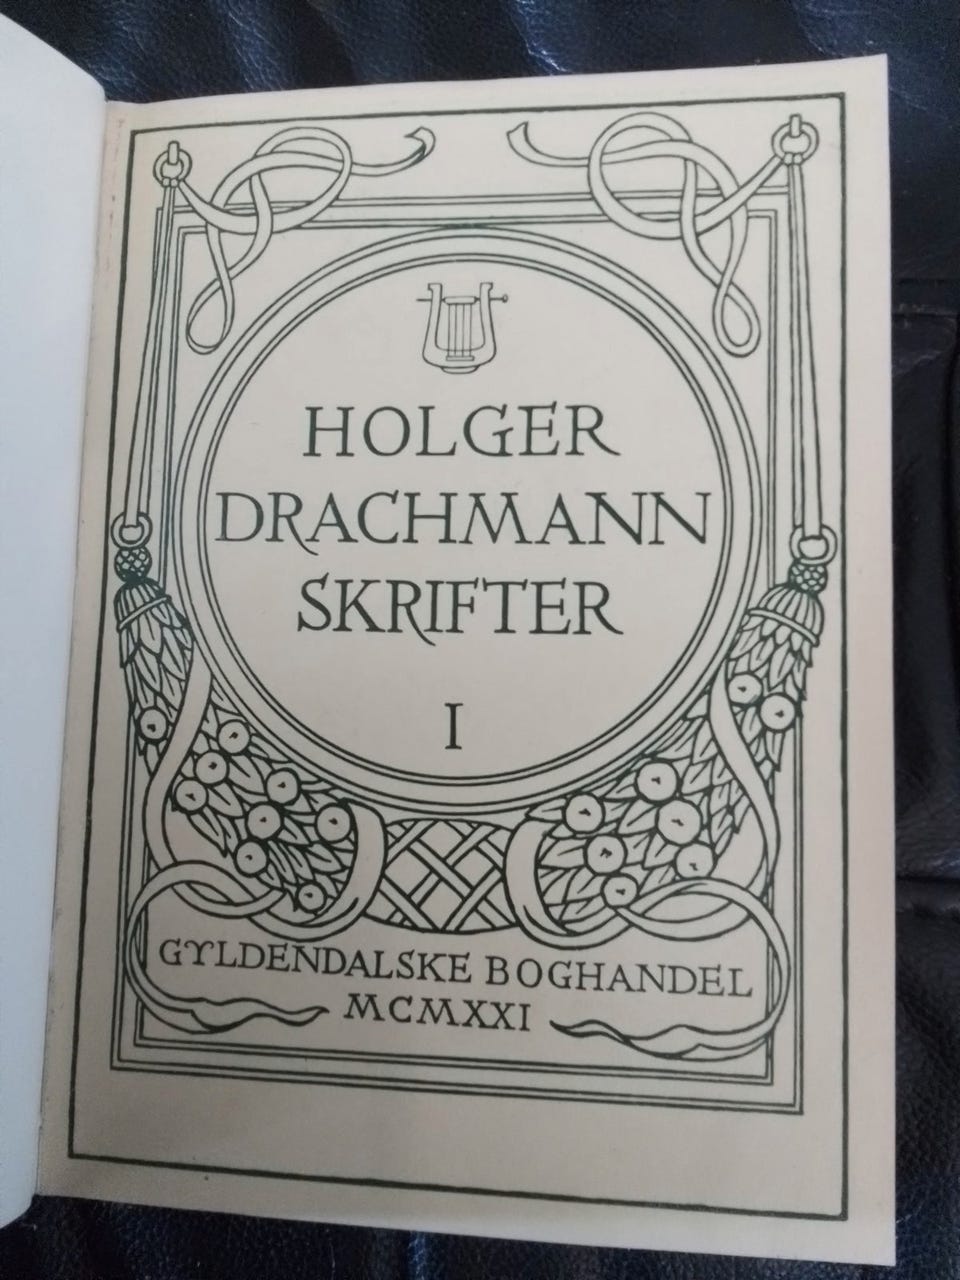 HOLGER
DRACHMANN
SKRIFTER
I
GYLDENDALSKE BOGHANDEL
MCMXXI